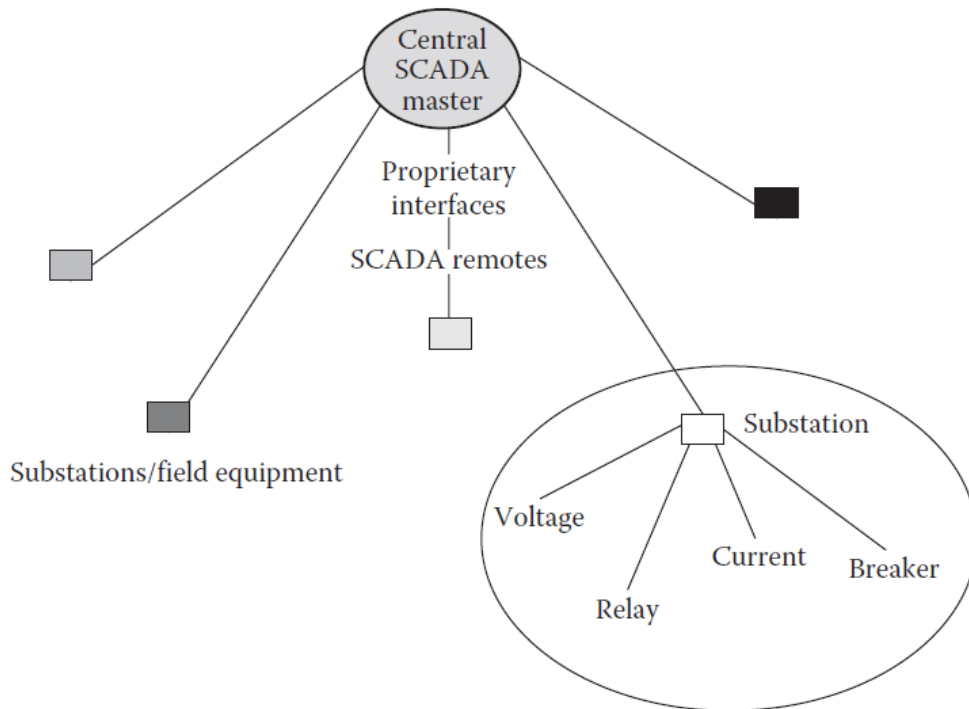 Central
SCADA
master
Proprietary
interfaces
SCADA remotes
Substation
Substations/field equipment
Voltage
Current
Breaker
Relay